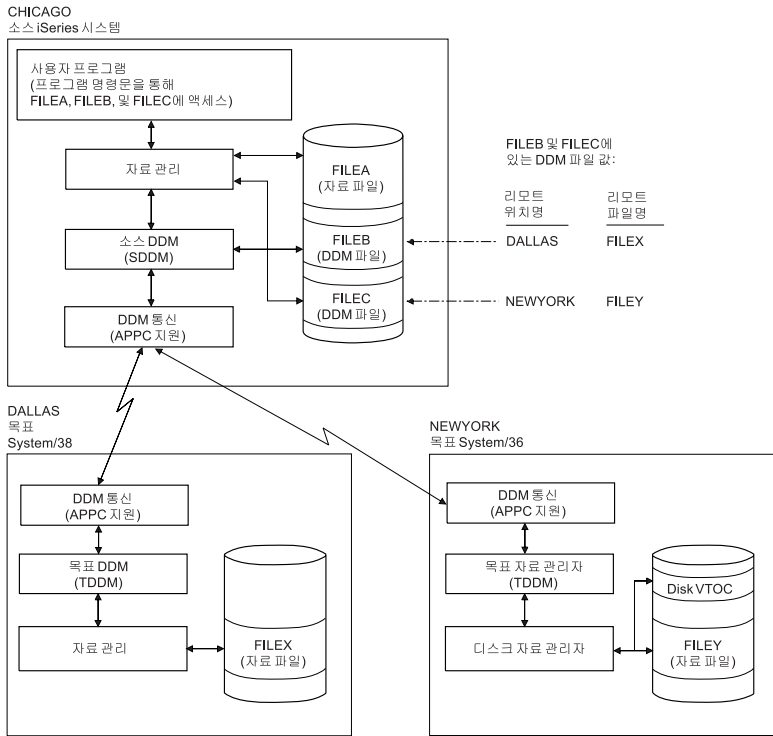 CHICAGO
소스 iSeries 시스템
사용자 프로그램
(프로그램 명령문을 통해
FILEA, FILEB, 및 FILEC에 액세스)
자료 관리
소스 DDM
(SDDM)
DDM 통신
(APPC 지원)
FILEA
(자료 파일)
FILEB
(DDM 파일)
FILEC
(DDM 파일)
FILEB 및 FILEC에
있는 DDM 파일 값:
리모트
위치명
리모트
파일명
DALLAS
FILEX
NEWYORK
FILEY
DALLAS
목표
System/38
DDM 통신
(APPC 지원)
목표 DDM
(TDDM)
자료 관리
FILEX
(자료 파일)
NEWYORK
목표 System/36
DDM 통신
(APPC 지원)
목표 자료 관리자
(TDDM)
디스크 자료 관리자
Disk VTOC
FILEY
(자료 파일)